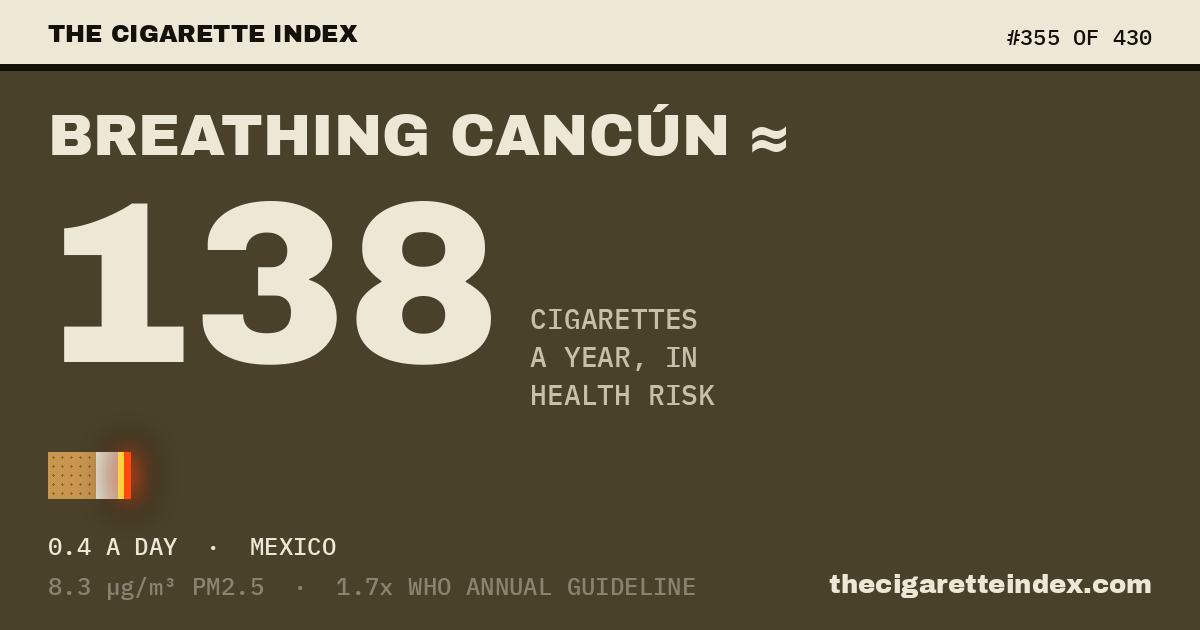 THE CIGARETTE INDEX
#355 OF 430
BREATHING CANCÚN ≈
138
CIGARETTES
A YEAR, IN
HEALTH RISK
0.4 A DAY · MEXICO
8.3 µg/m³ PM2.5 · 1.7x WHO ANNUAL GUIDELINE
thecigaretteindex.com